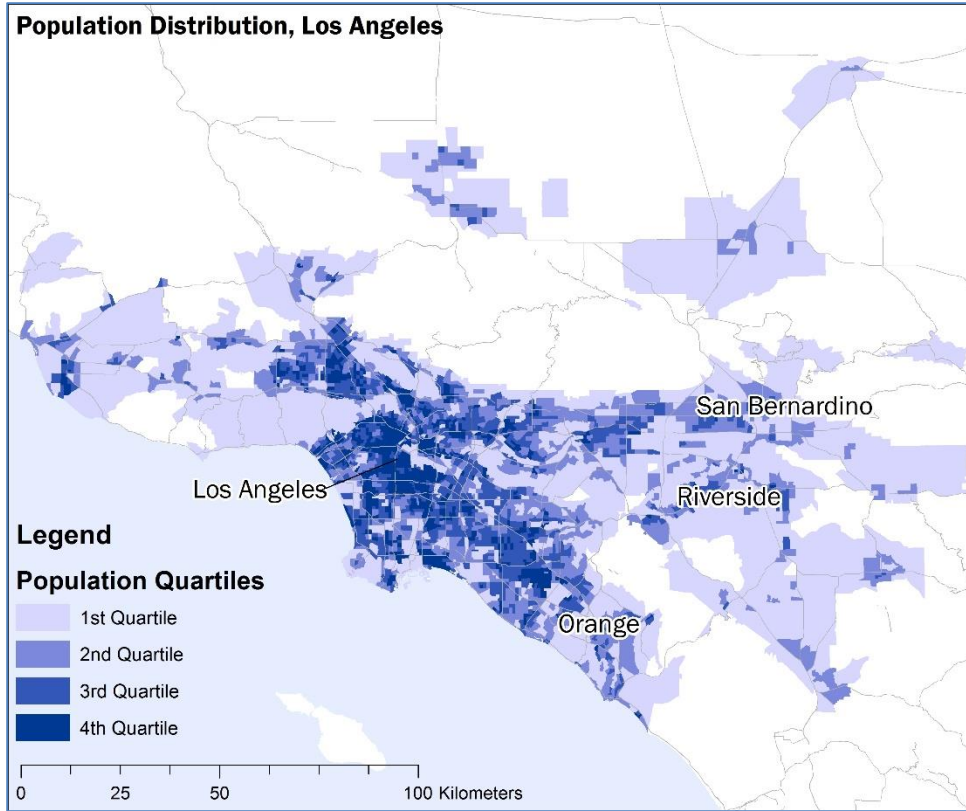 Population Distribution, Los Angeles
San Bernardino
Los Angeles
Riverside
Orange
Legend
Population Quartiles
1st Quartile
2nd Quartile
3rd Quartile
4th Quartile
0 25 50 100 Kilometers